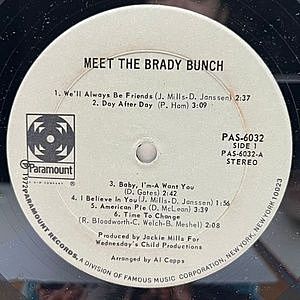 MEET THE BRADY BUNCH
1. We'll Always Be Friends (J. Mills-D. Janssen) 2:37
2. Day After Day (P. Ham) 3:09
PAS-6032
SIDE 1
PAS-6032-A
STEREO
Paramount
A G+W COMPANY
3. Baby, I'm-A Want You
(D. Gates) 2:42
4. I Believe In You (J. Mills-D. Janssen) 1:56
5. American Pie (D. McLean) 3:39
6. Time To Change
(R. Bloodworth-C. Welch-B. Meshel) 2:08
Produced by Jackie Mills For
Wednesday's Child Productions
Arranged by Al Capps
℗ 1972 PARAMOUNT RECORDS, A DIVISION OF FAMOUS MUSIC CORPORATION, NEW YORK, NEW YORK 10023